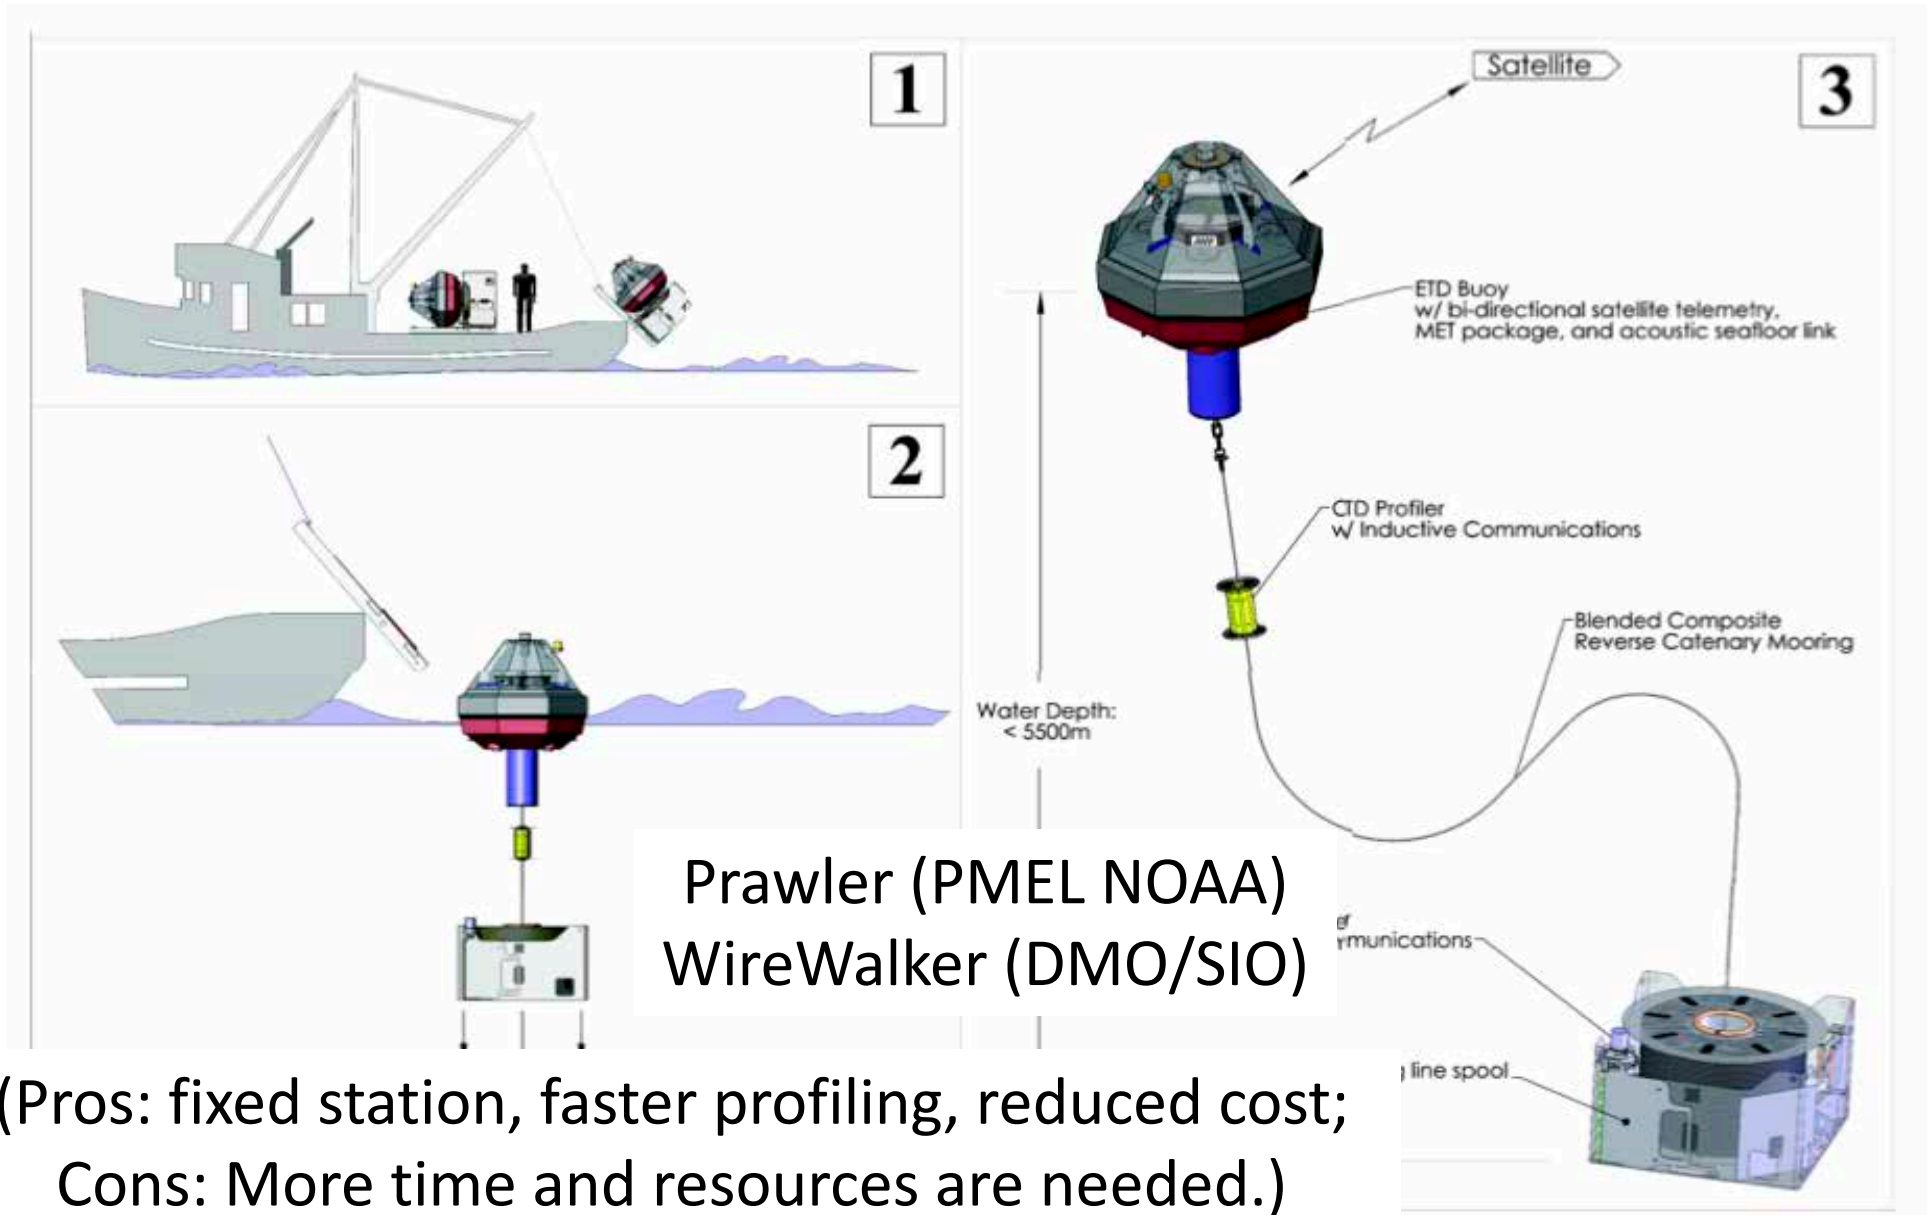 1
2
3
Satellite
ETD Buoy
w/ bi-directional satellite telemetry,
MET package, and acoustic seafloor link
CTD Profiler
w/ Inductive Communications
Blended Composite
Reverse Catenary Mooring
Water Depth:
< 5500m
Prawler (PMEL NOAA)
WireWalker (DMO/SIO)
munications
line spool
(Pros: fixed station, faster profiling, reduced cost;
Cons: More time and resources are needed.)